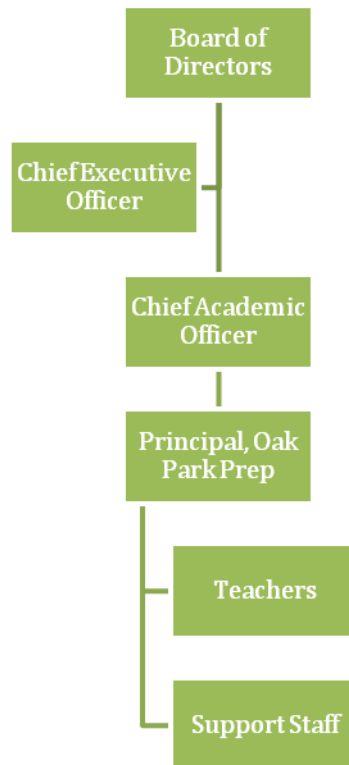 Board of
Directors
Chief Executive
Officer
Chief Academic
Officer
Principal, Oak
Park Prep
Teachers
Support Staff